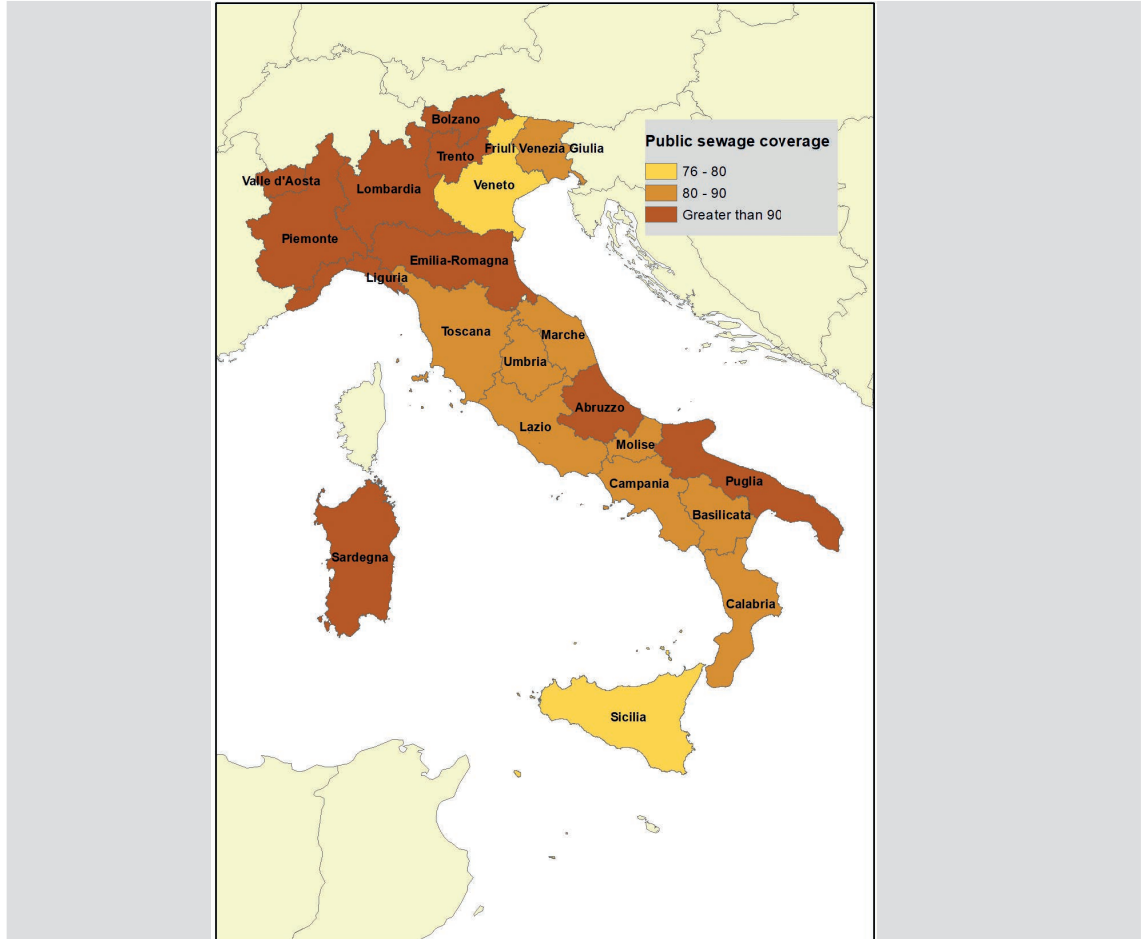 Bolzano
Public sewage coverage
Friuli Venezia Giulia
Trento
76 - 80
Valle d'Aosta
Lombardia
Veneto
80 - 90
Greater than 90
Piemonte
Emilia-Romagna
Liguria
Toscana
Marche
Umbria
Abruzzo
Lazio
Molise
Puglia
Campania
Basilicata
Sardegna
Calabria
Sicilia